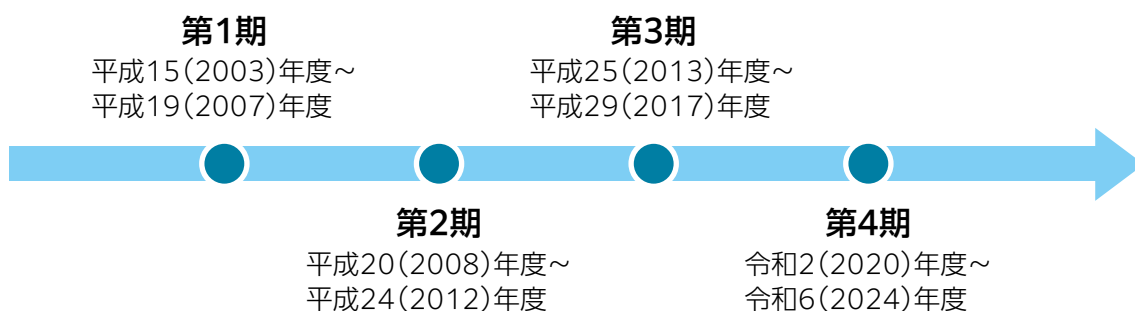 第1期
平成15(2003)年度~
平成19(2007)年度
第2期
平成20(2008)年度~
平成24(2012)年度
第3期
平成25(2013)年度~
平成29(2017)年度
第4期
令和2(2020)年度~
令和6(2024)年度